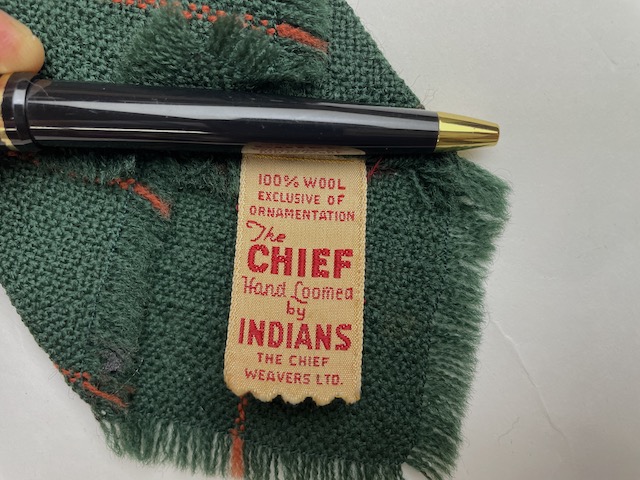 100% WOOL
EXCLUSIVE OF
ORNAMENTATION
The
CHIEF
Hand Loomed
by
INDIANS
THE CHIEF
WEAVERS LTD.